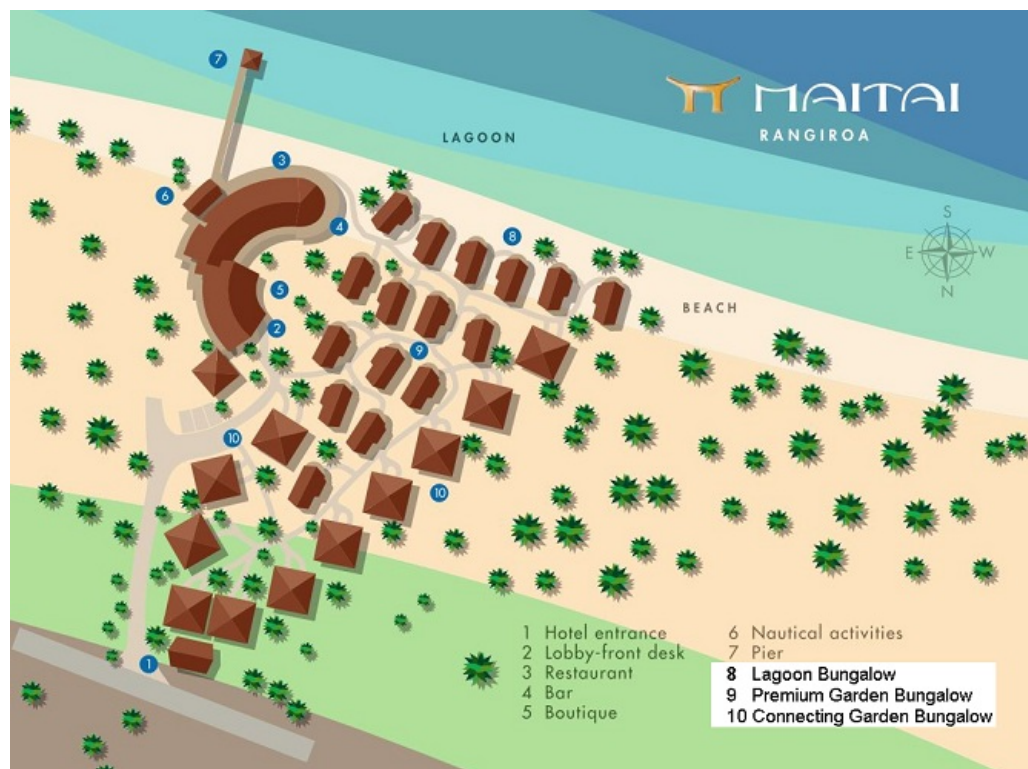 MAITAI
RANGIROA
LAGOON
BEACH
S
E W
N
7
3
6
4
8
5
2
9
10
10
1
1 Hotel entrance
2 Lobby-front desk
3 Restaurant
4 Bar
5 Boutique
6 Nautical activities
7 Pier
8 Lagoon Bungalow
9 Premium Garden Bungalow
10 Connecting Garden Bungalow